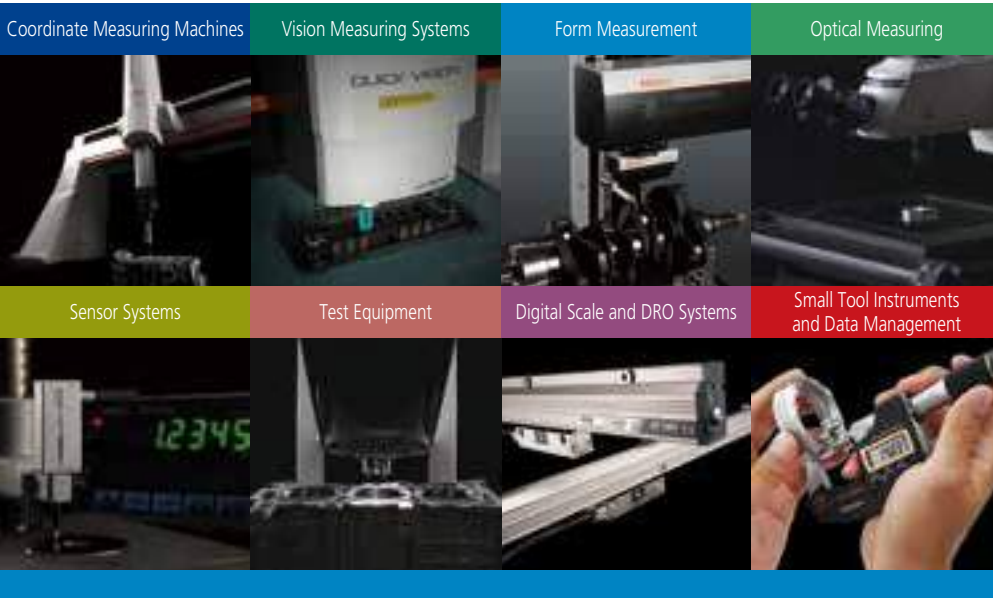 Coordinate Measuring Machines
Vision Measuring Systems
Form Measurement
Optical Measuring
QUICK VISION
Sensor Systems
Test Equipment
Digital Scale and DRO Systems
Small Tool Instruments
and Data Management
12345